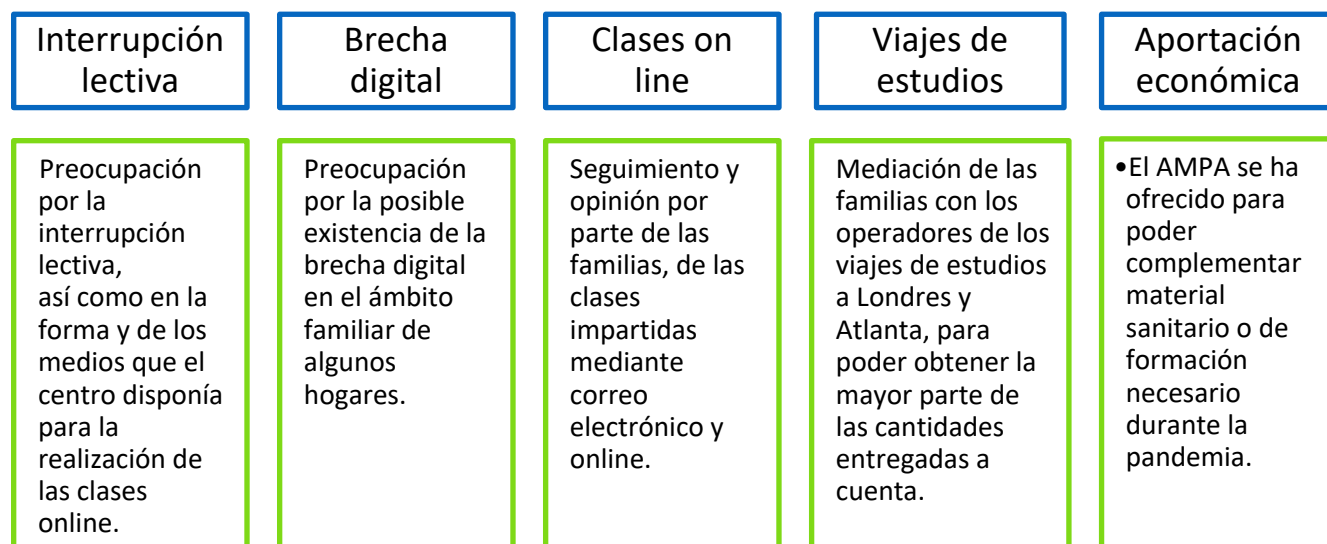 Interrupción
lectiva
Preocupación
por la
interrupción
lectiva,
así como en la
forma y de los
medios que el
centro disponía
para la
realización de
las clases
online.
Brecha
digital
Preocupación
por la posible
existencia de la
brecha digital
en el ámbito
familiar de
algunos
hogares.
Clases on
line
Seguimiento y
opinión por
parte de las
familias, de las
clases
impartidas
mediante
correo
electrónico y
online.
Viajes de
estudios
Mediación de las
familias con los
operadores de los
viajes de estudios
a Londres y
Atlanta, para
poder obtener la
mayor parte de
las cantidades
entregadas a
cuenta.
Aportación
económica
•El AMPA se ha
ofrecido para
poder
complementar
material
sanitario o de
formación
necesario
durante la
pandemia.